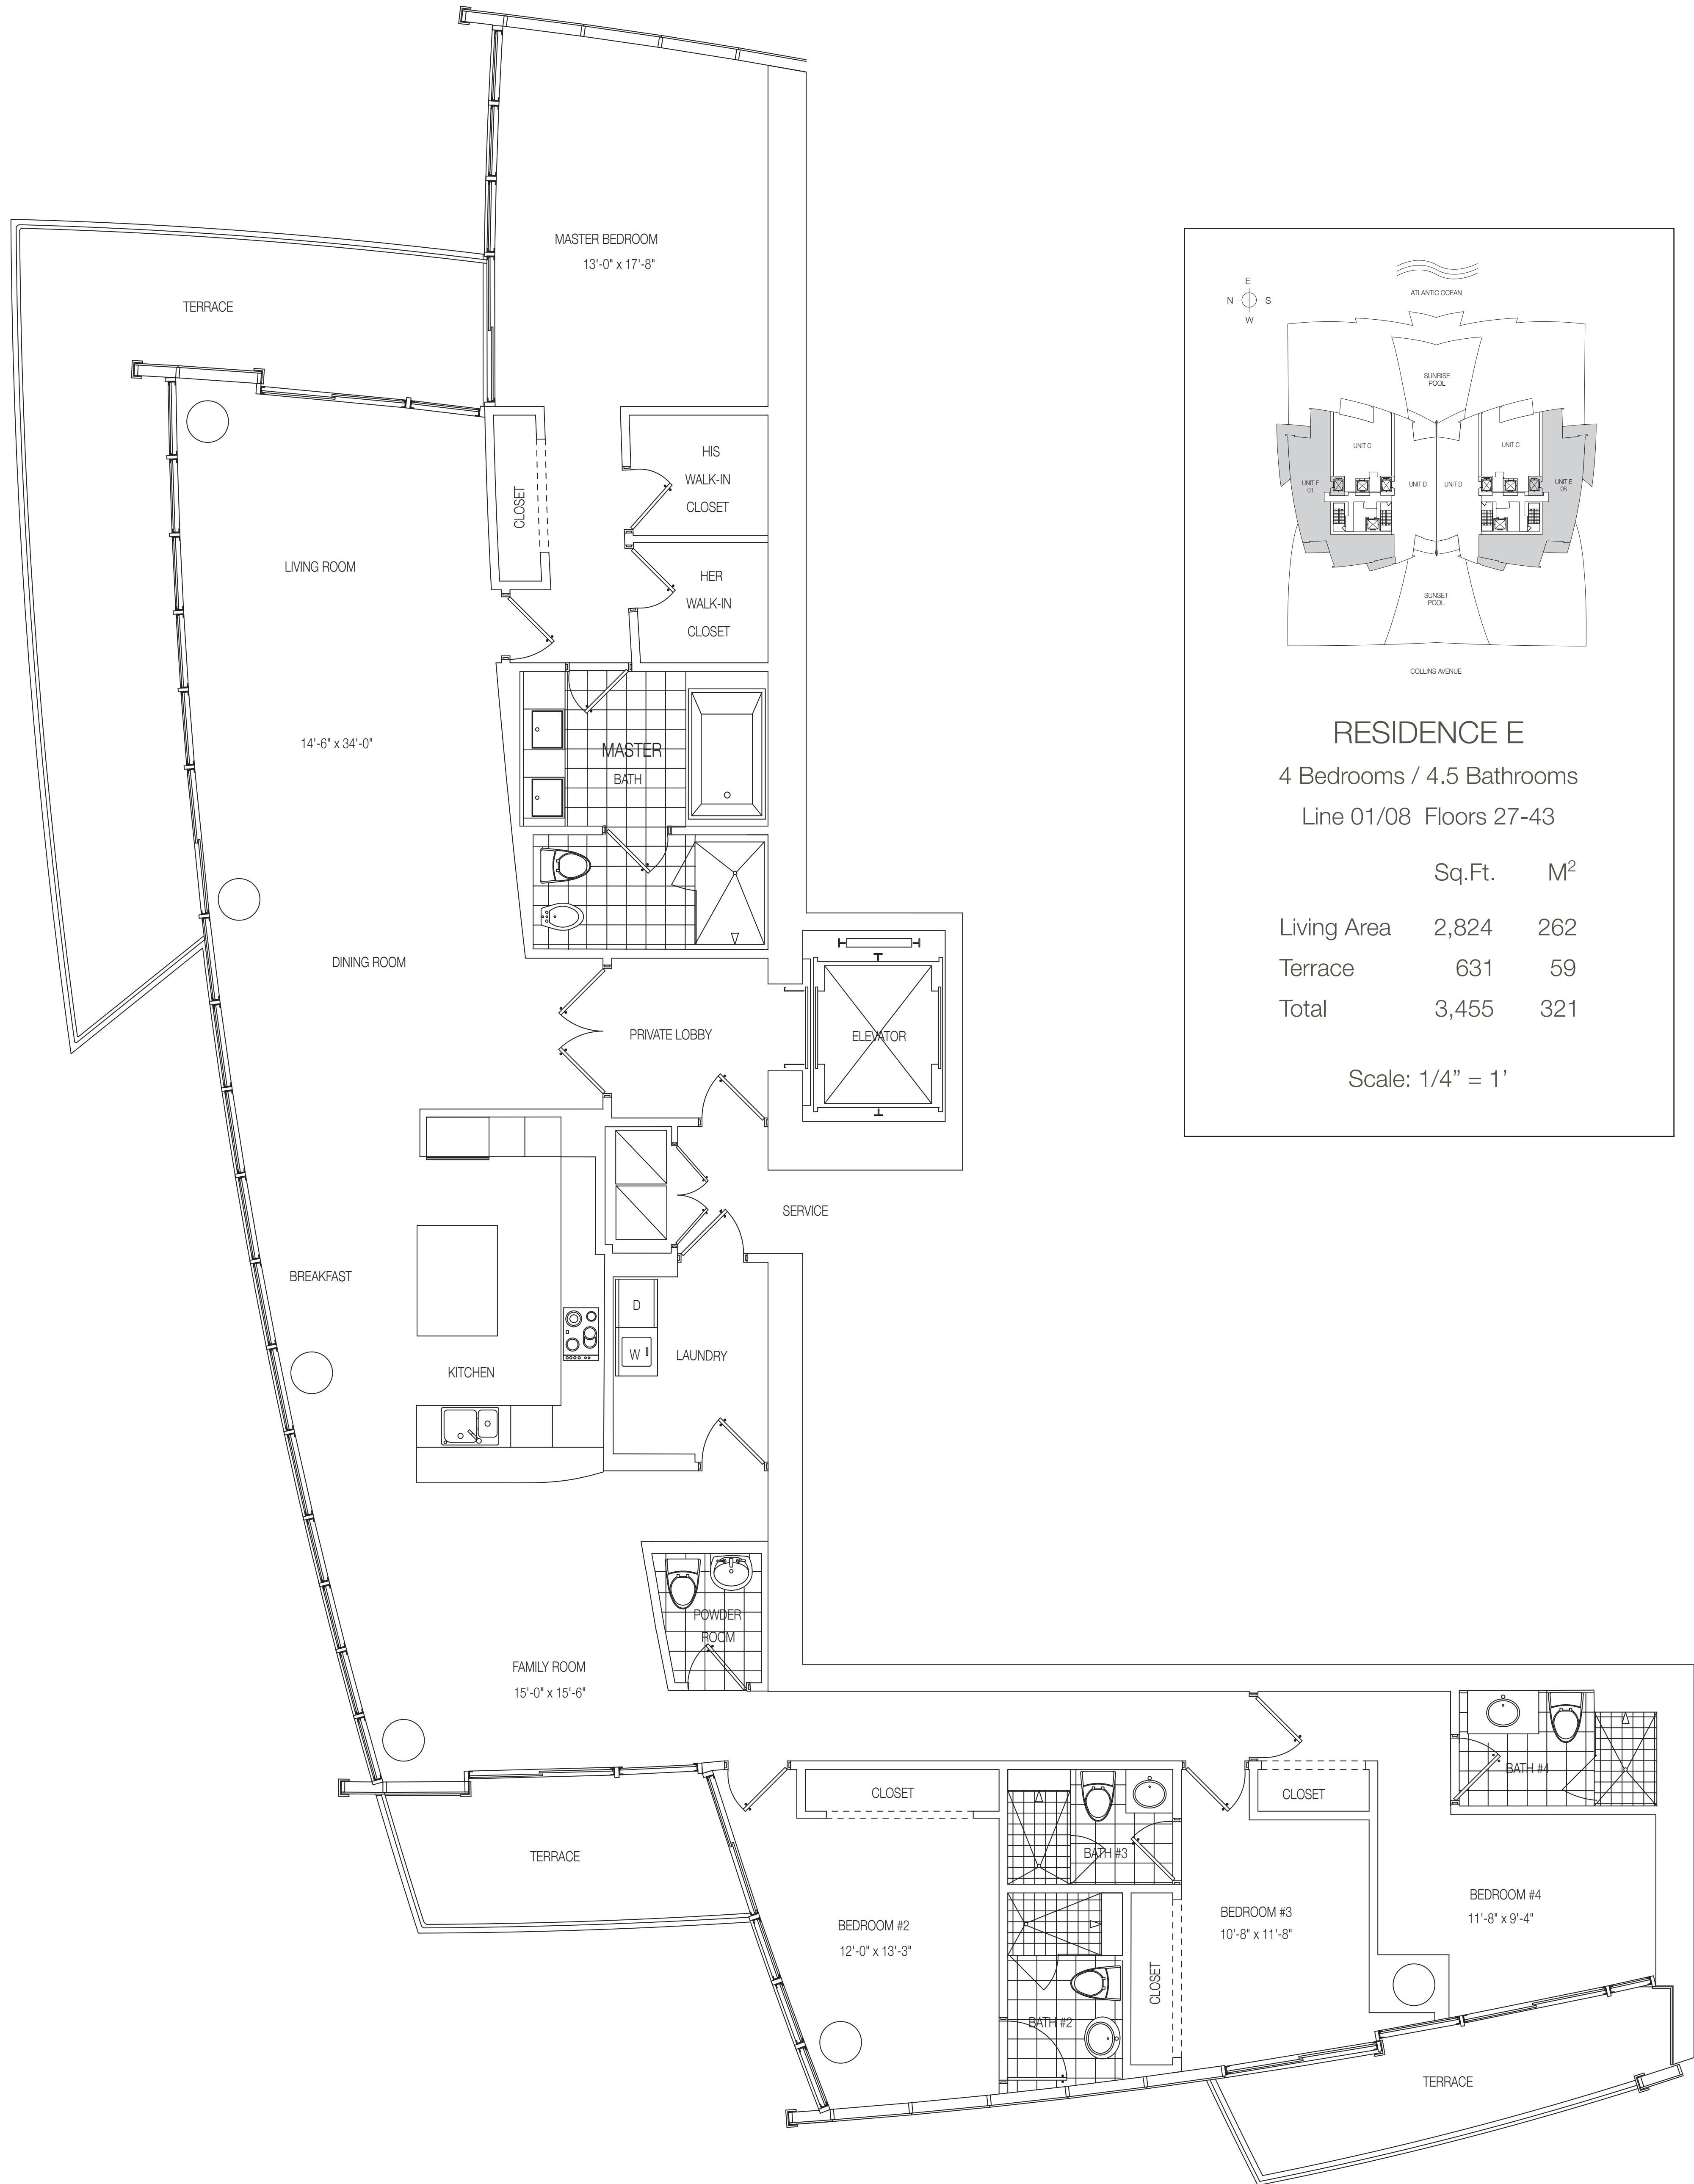 MASTER BEDROOM
13'-0" x 17'-8"
TERRACE
HIS
WALK-IN
CLOSET
CLOSET
LIVING ROOM
HER
WALK-IN
CLOSET
14'-6" x 34'-0"
MASTER
BATH
DINING ROOM
PRIVATE LOBBY
ELEVATOR
SERVICE
BREAKFAST
D
W
LAUNDRY
KITCHEN
POWDER
ROOM
FAMILY ROOM
15'-0" x 15'-6"
BATH #4
CLOSET
CLOSET
TERRACE
BATH #3
BEDROOM #2
12'-0" x 13'-3"
BEDROOM #3
10'-8" x 11'-8"
BEDROOM #4
11'-8" x 9'-4"
CLOSET
BATH #2
TERRACE
E
N S
W
ATLANTIC OCEAN
SUNRISE
POOL
UNIT C
UNIT C
UNIT E
01
UNIT D
UNIT D
UNIT E
08
SUNSET
POOL
COLLINS AVENUE
RESIDENCE E
4 Bedrooms / 4.5 Bathrooms
Line 01/08 Floors 27-43
Sq.Ft. M²
Living Area 2,824 262
Terrace 631 59
Total 3,455 321
Scale: 1/4” = 1’